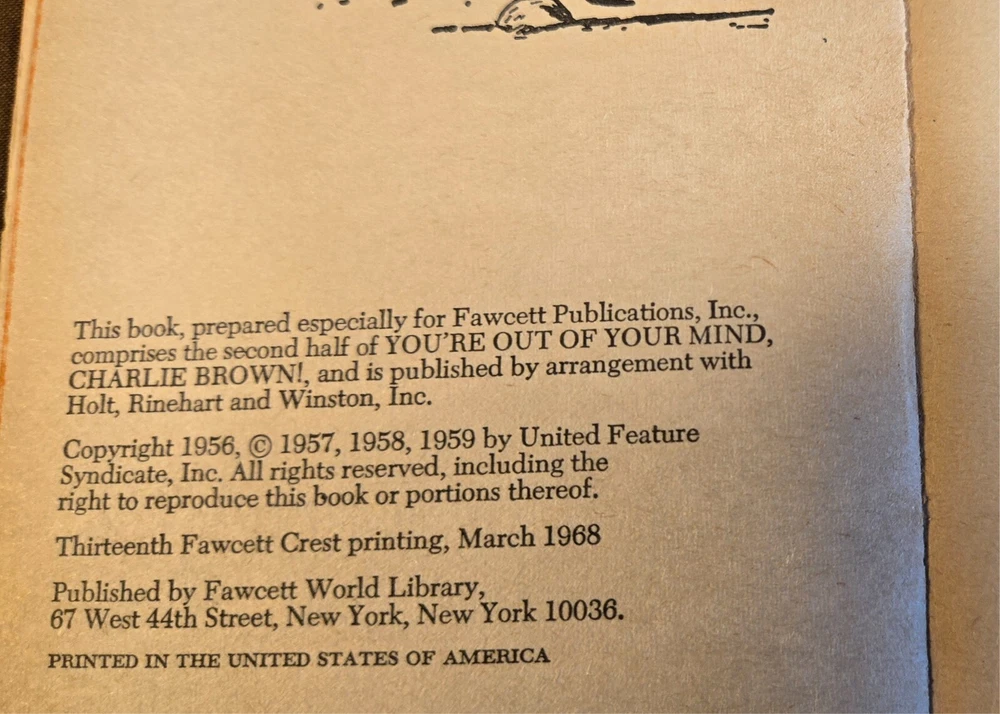 This book, prepared especially for Fawcett Publications, Inc.,
comprises the second half of YOU'RE OUT OF YOUR MIND,
CHARLIE BROWN!, and is published by arrangement with
Holt, Rinehart and Winston, Inc.
Copyright 1956, © 1957, 1958, 1959 by United Feature
Syndicate, Inc. All rights reserved, including the
right to reproduce this book or portions thereof.
Thirteenth Fawcett Crest printing, March 1968
Published by Fawcett World Library,
67 West 44th Street, New York, New York 10036.
PRINTED IN THE UNITED STATES OF AMERICA